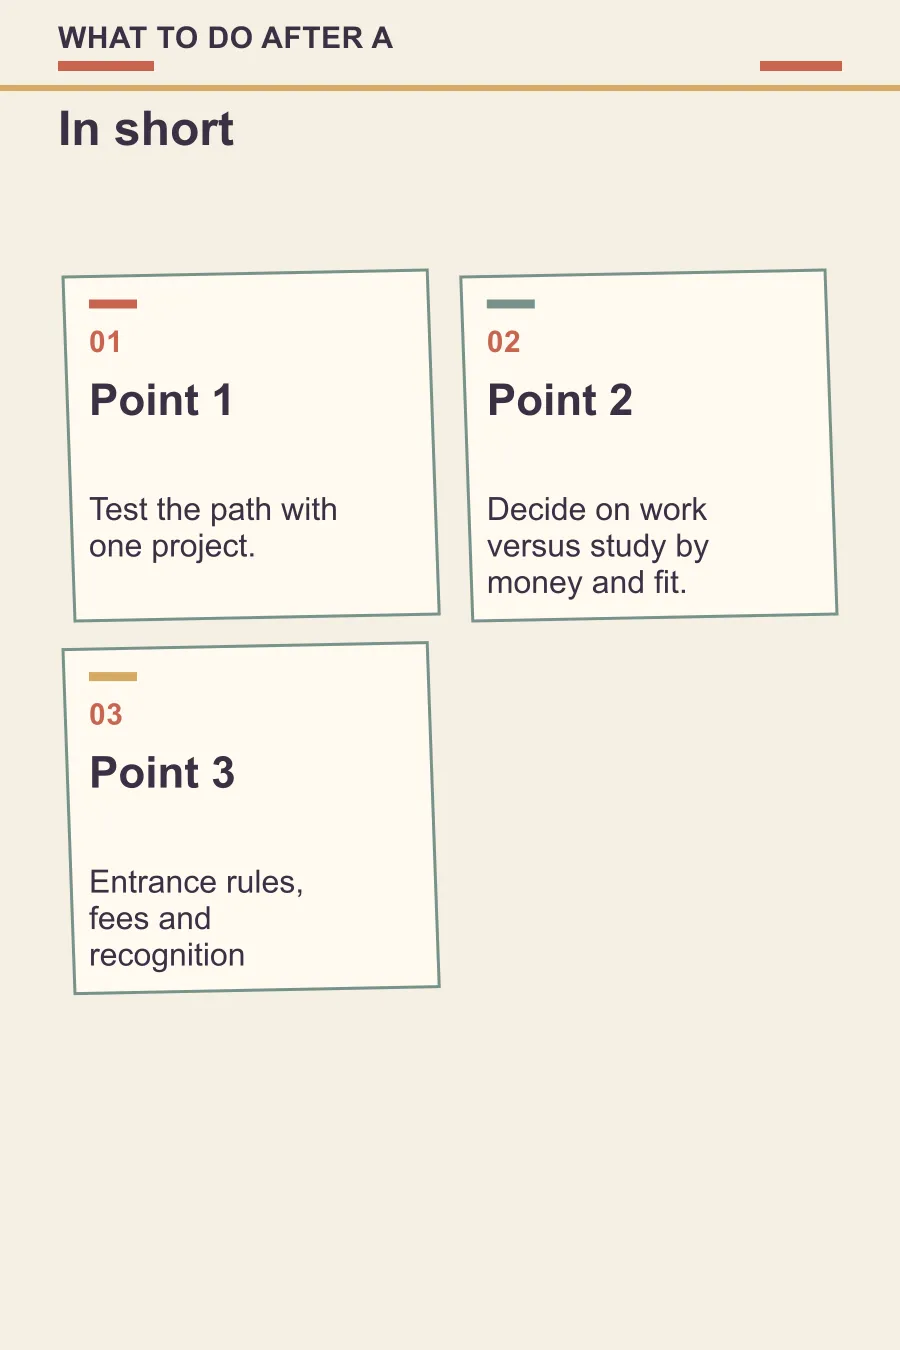 WHAT TO DO AFTER A
In short
01
Point 1
Test the path with
one project.
02
Point 2
Decide on work
versus study by
money and fit.
03
Point 3
Entrance rules,
fees and
recognition